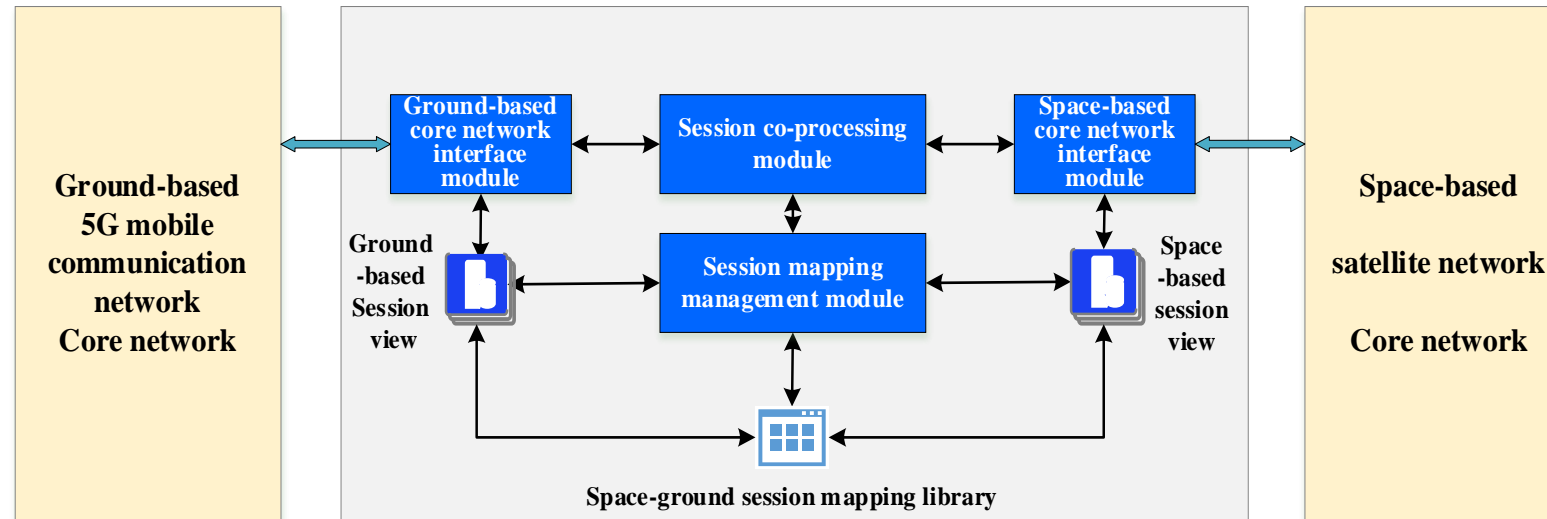 Ground-based
5G mobile
communication
network
Core network
Ground-based
core network
interface
module
Session co-processing
module
Space-based
core network
interface
module
Ground
-based
Session
view
Session mapping
management module
Space
-based
session
view
Space-ground session mapping library
Space-based
satellite network
Core network